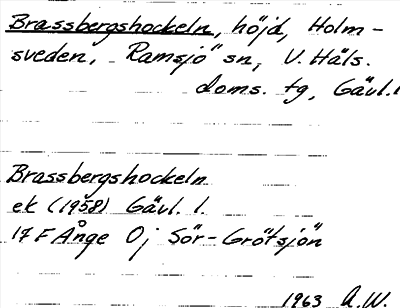 Brassbergshockeln, höjd, Holm-
sveden, Ramsjö sn, V. Häls.
doms. tg, Gävl. l
Brassbergshockeln
ek (1958) Gävl. l.
17 F Ånge Oj Sör-Grötsjön
1963 A.W.